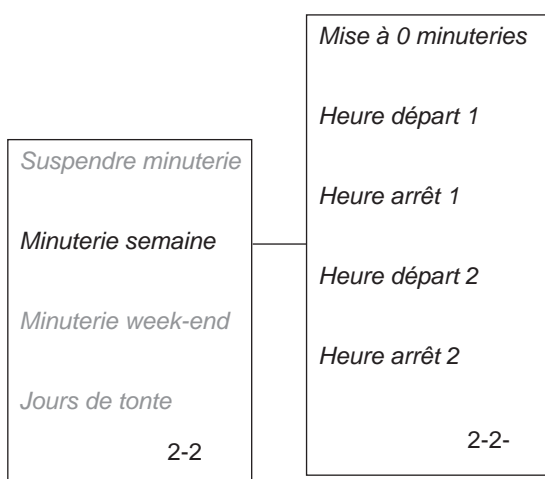 Suspendre minuterie
Minuterie semaine
Minuterie week-end
Jours de tonte
2-2
Mise à 0 minuteries
Heure départ 1
Heure arrêt 1
Heure départ 2
Heure arrêt 2
2-2-